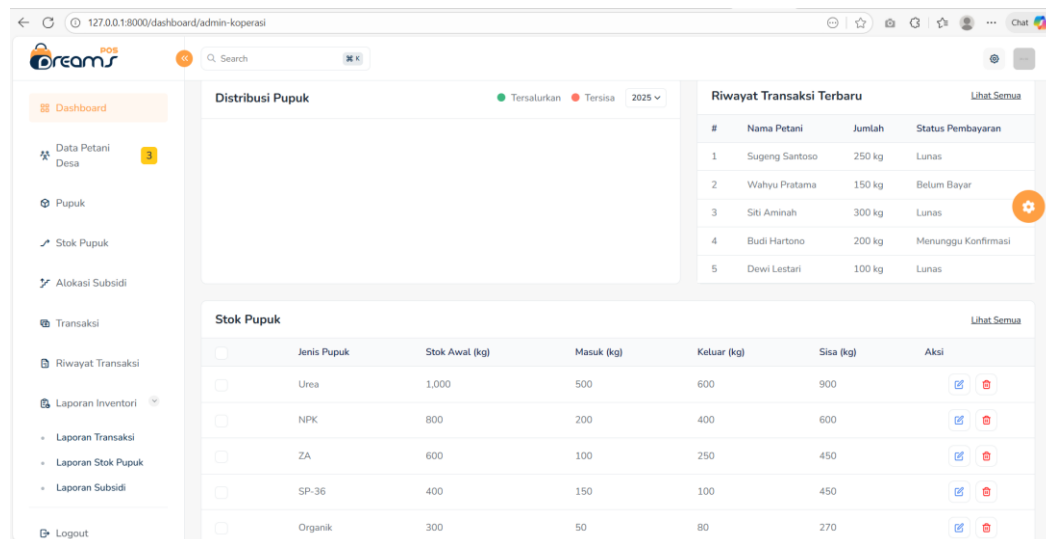 127.0.0.1:8000/dashboard/admin-koperasi
Chat
DreamsPOS
Search
⌘ K
Dashboard
Data Petani
Desa
3
Pupuk
Stok Pupuk
Alokasi Subsidi
Transaksi
Riwayat Transaksi
Laporan Inventori
Laporan Transaksi
Laporan Stok Pupuk
Laporan Subsidi
Logout
Distribusi Pupuk
Tersalurkan Tersisa 2025
Riwayat Transaksi Terbaru Lihat Semua
# Nama Petani Jumlah Status Pembayaran
1 Sugeng Santoso 250 kg Lunas
2 Wahyu Pratama 150 kg Belum Bayar
3 Siti Aminah 300 kg Lunas
4 Budi Hartono 200 kg Menunggu Konfirmasi
5 Dewi Lestari 100 kg Lunas
Stok Pupuk Lihat Semua
Jenis Pupuk Stok Awal (kg) Masuk (kg) Keluar (kg) Sisa (kg) Aksi
Urea 1,000 500 600 900
NPK 800 200 400 600
ZA 600 100 250 450
SP-36 400 150 100 450
Organik 300 50 80 270